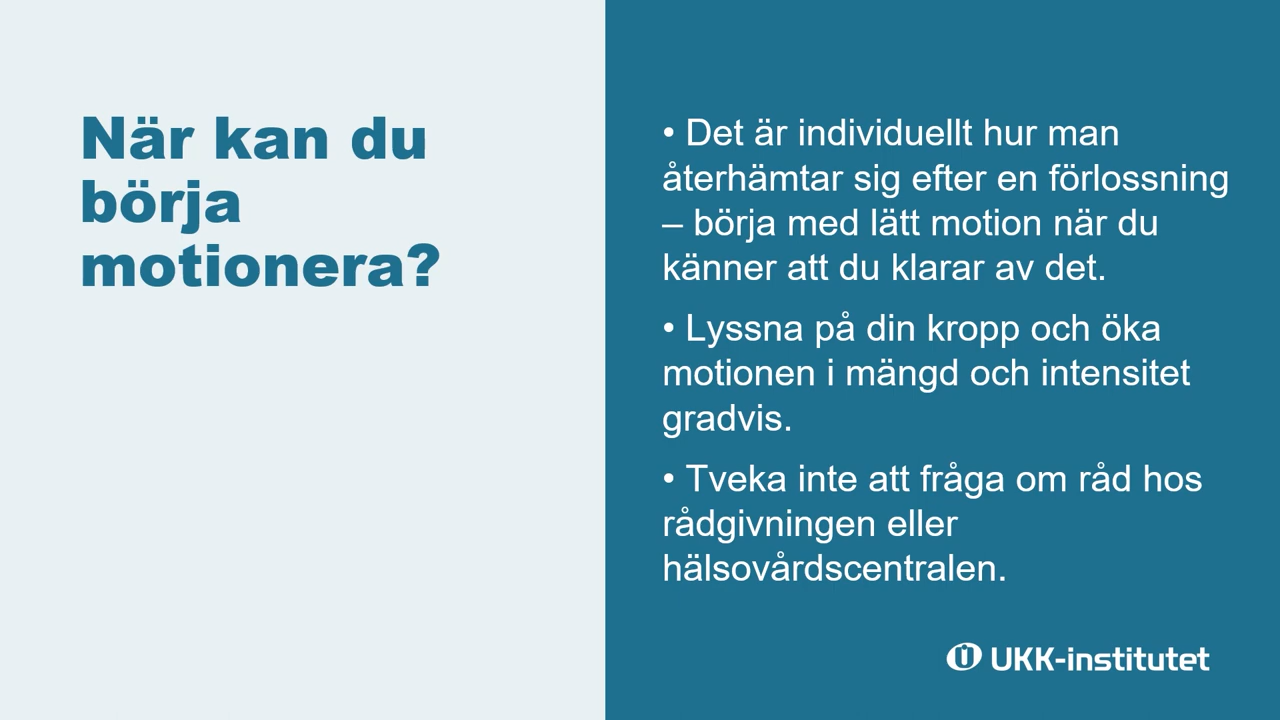 När kan du
börja
motionera?
• Det är individuellt hur man
återhämtar sig efter en förlossning
– börja med lätt motion när du
känner att du klarar av det.
• Lyssna på din kropp och öka
motionen i mängd och intensitet
gradvis.
• Tveka inte att fråga om råd hos
rådgivningen eller
hälsovårdscentralen.
UKK-institutet